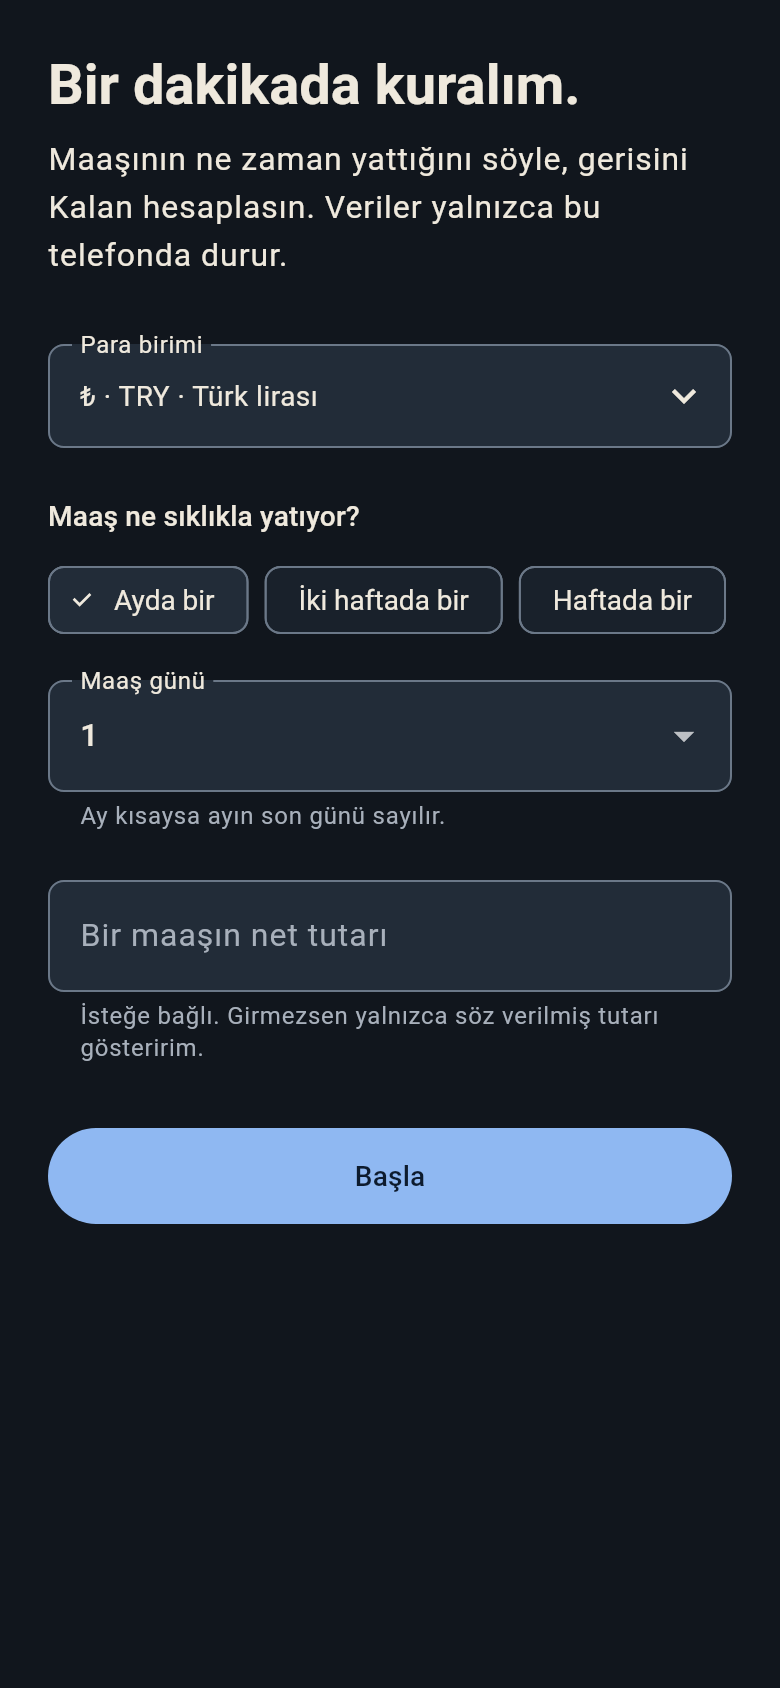 Bir dakikada kuralım.
Maaşının ne zaman yattığını söyle, gerisini
Kalan hesaplasın. Veriler yalnızca bu
telefonda durur.
Para birimi
₺ · TRY · Türk lirası
Maaş ne sıklıkla yatıyor?
Ayda bir
İki haftada bir
Haftada bir
Maaş günü
1
Ay kısaysa ayın son günü sayılır.
Bir maaşın net tutarı
İsteğe bağlı. Girmezsen yalnızca söz verilmiş tutarı
gösteririm.
Başla